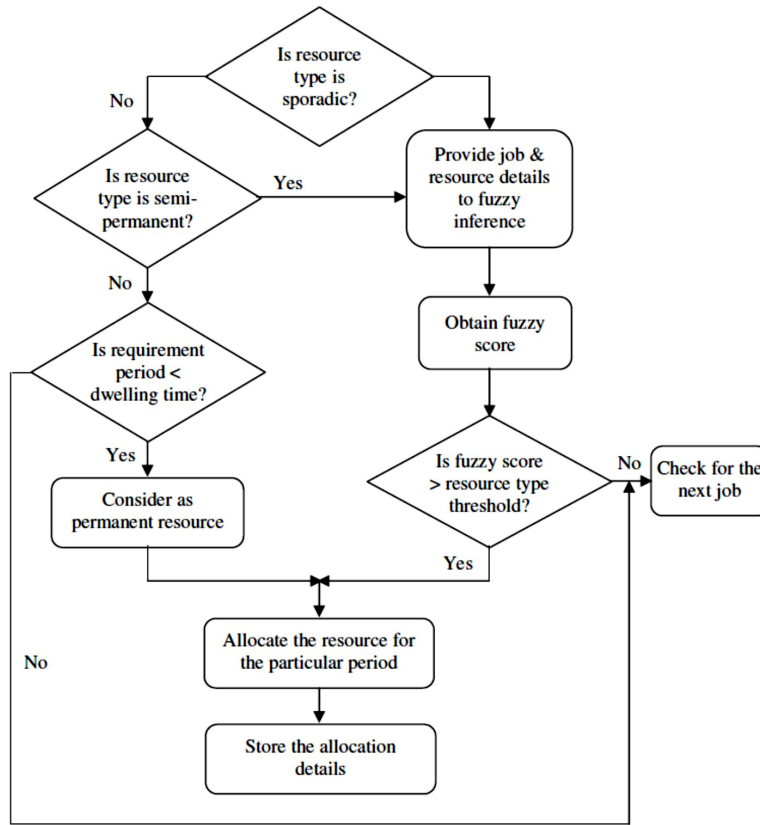 Is resource
type is
sporadic?
No
Provide job &
resource details
to fuzzy
inference
Is resource
type is semi-
permanent?
Yes
No
Obtain fuzzy
score
Is requirement
period <
dwelling time?
Yes
Is fuzzy score
> resource type
threshold?
No
Check for the
next job
Consider as
permanent resource
Yes
Allocate the resource for
the particular period
No
Store the allocation
details